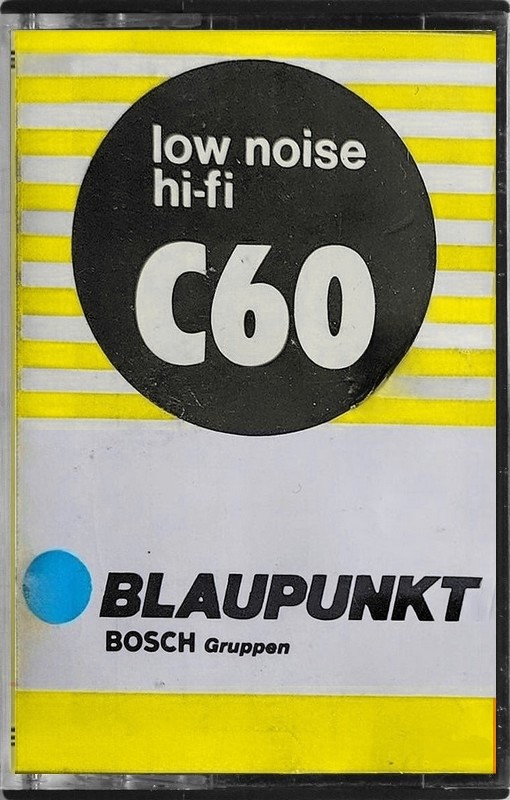 low noise
hi-fi
C60
BLAUPUNKT
BOSCH Gruppen